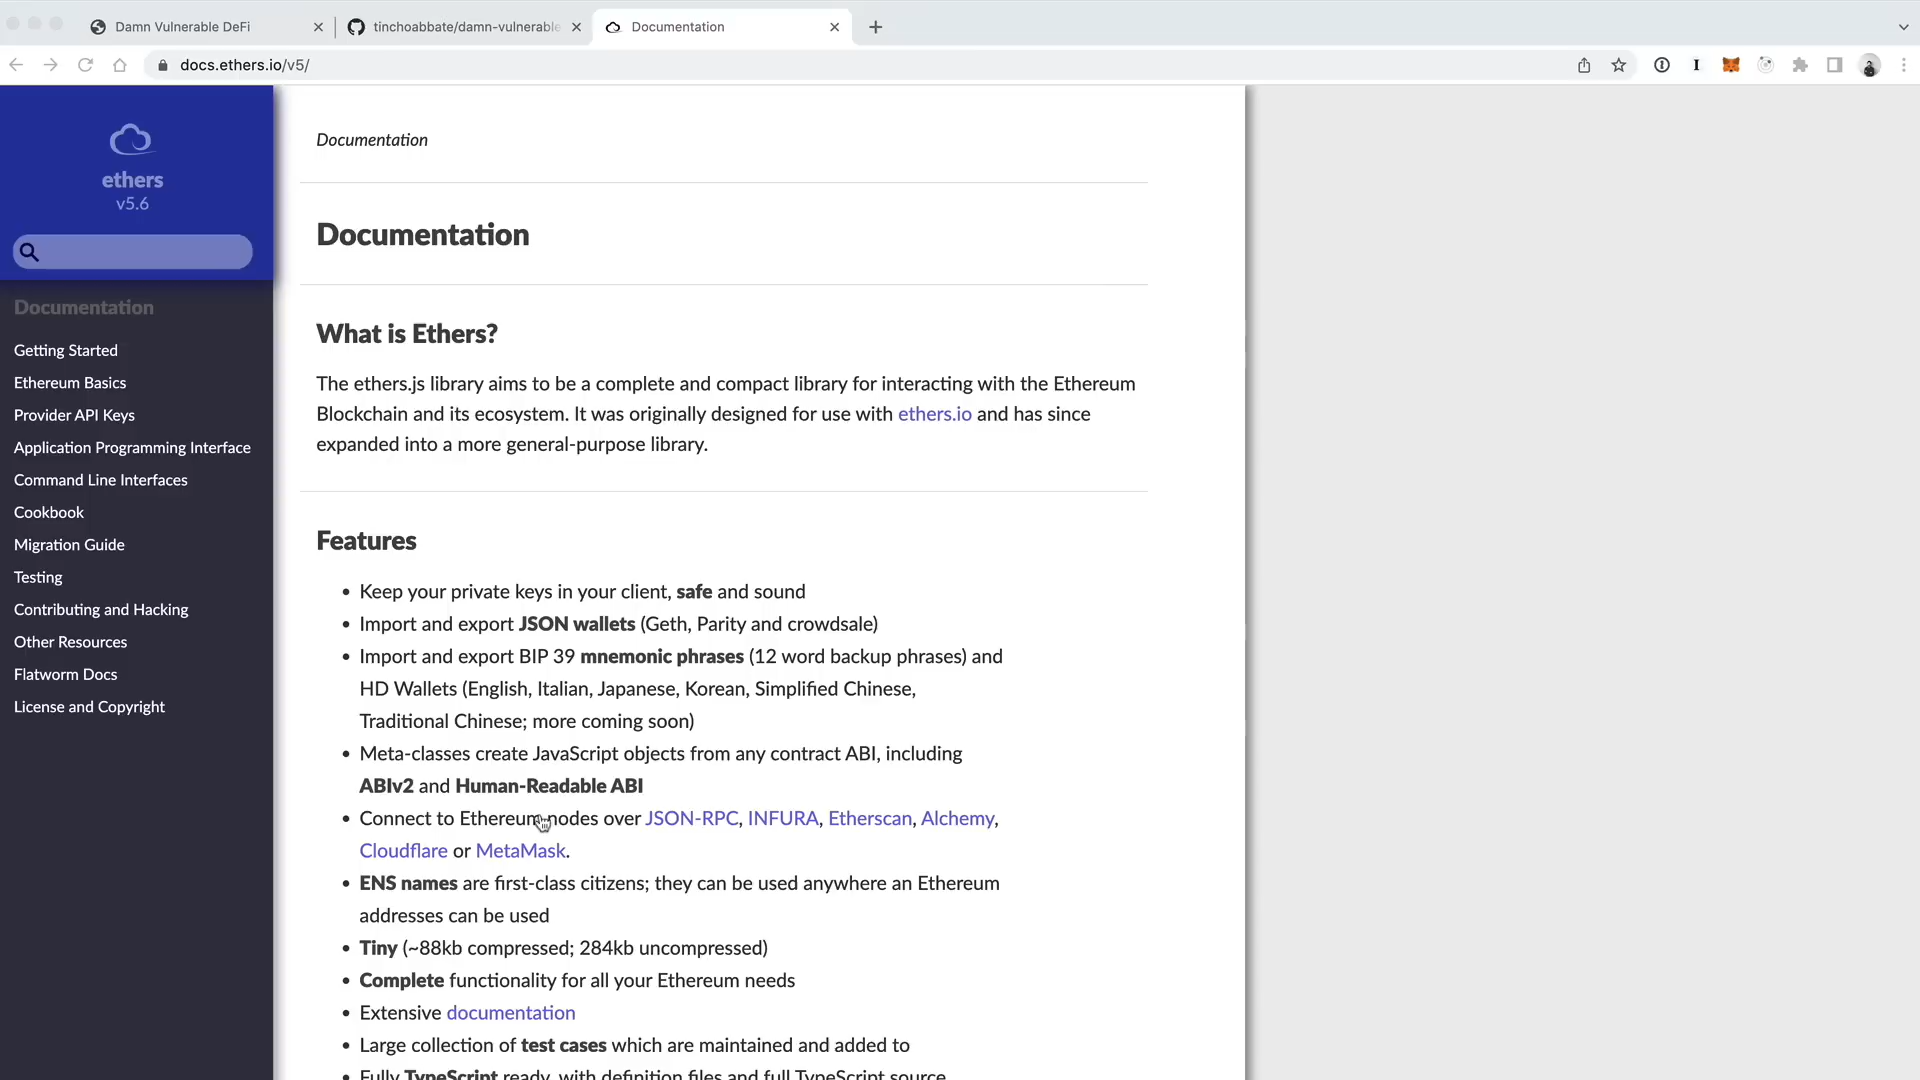 Damn Vulnerable DeFi
tinchoabbate/damn-vulnerable
Documentation
docs.ethers.io/v5/
ethers
v5.6
Documentation
Getting Started
Ethereum Basics
Provider API Keys
Application Programming Interface
Command Line Interfaces
Cookbook
Migration Guide
Testing
Contributing and Hacking
Other Resources
Flatworm Docs
License and Copyright
Documentation
Documentation
What is Ethers?
The ethers.js library aims to be a complete and compact library for interacting with the Ethereum
Blockchain and its ecosystem. It was originally designed for use with ethers.io and has since
expanded into a more general-purpose library.
Features
• Keep your private keys in your client, safe and sound
• Import and export JSON wallets (Geth, Parity and crowdsale)
• Import and export BIP 39 mnemonic phrases (12 word backup phrases) and
HD Wallets (English, Italian, Japanese, Korean, Simplified Chinese,
Traditional Chinese; more coming soon)
• Meta-classes create JavaScript objects from any contract ABI, including
ABIv2 and Human-Readable ABI
• Connect to Ethereum nodes over JSON-RPC, INFURA, Etherscan, Alchemy,
Cloudflare or MetaMask.
• ENS names are first-class citizens; they can be used anywhere an Ethereum
addresses can be used
• Tiny (~88kb compressed; 284kb uncompressed)
• Complete functionality for all your Ethereum needs
• Extensive documentation
• Large collection of test cases which are maintained and added to
• Fully TypeScript ready, with definition files and full TypeScript source